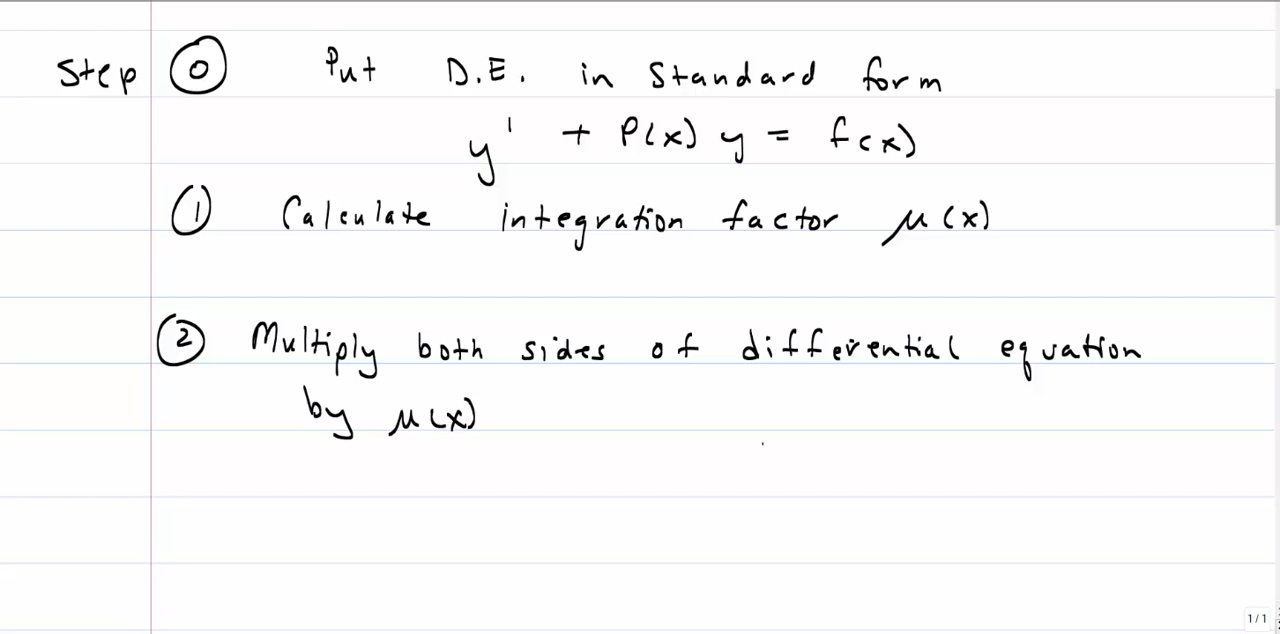 Step ⓪ Put D.E. in standard form
y' + P(x) y = f(x)
① Calculate integration factor μ(x)
② Multiply both sides of differential equation
by μ(x)
1/1